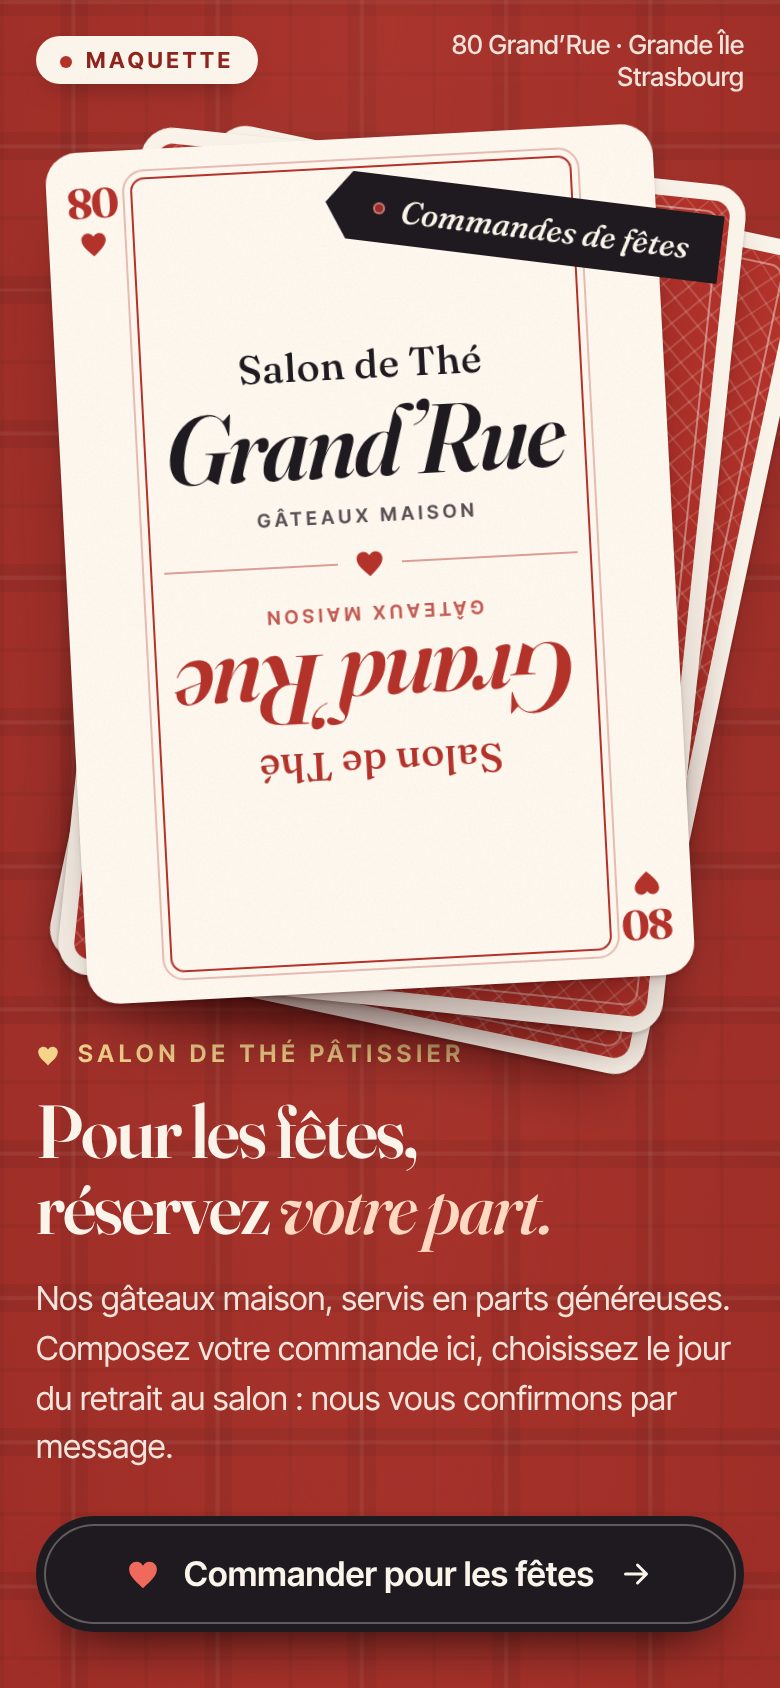 MAQUETTE
80 Grand’Rue · Grande Île
Strasbourg
80
Commandes de fêtes
Salon de Thé
Grand’Rue
GÂTEAUX MAISON
GÂTEAUX MAISON
Grand’Rue
Salon de Thé
80
SALON DE THÉ PÂTISSIER
Pour les fêtes,
réservez votre part.
Nos gâteaux maison, servis en parts généreuses.
Composez votre commande ici, choisissez le jour
du retrait au salon : nous vous confirmons par
message.
Commander pour les fêtes →